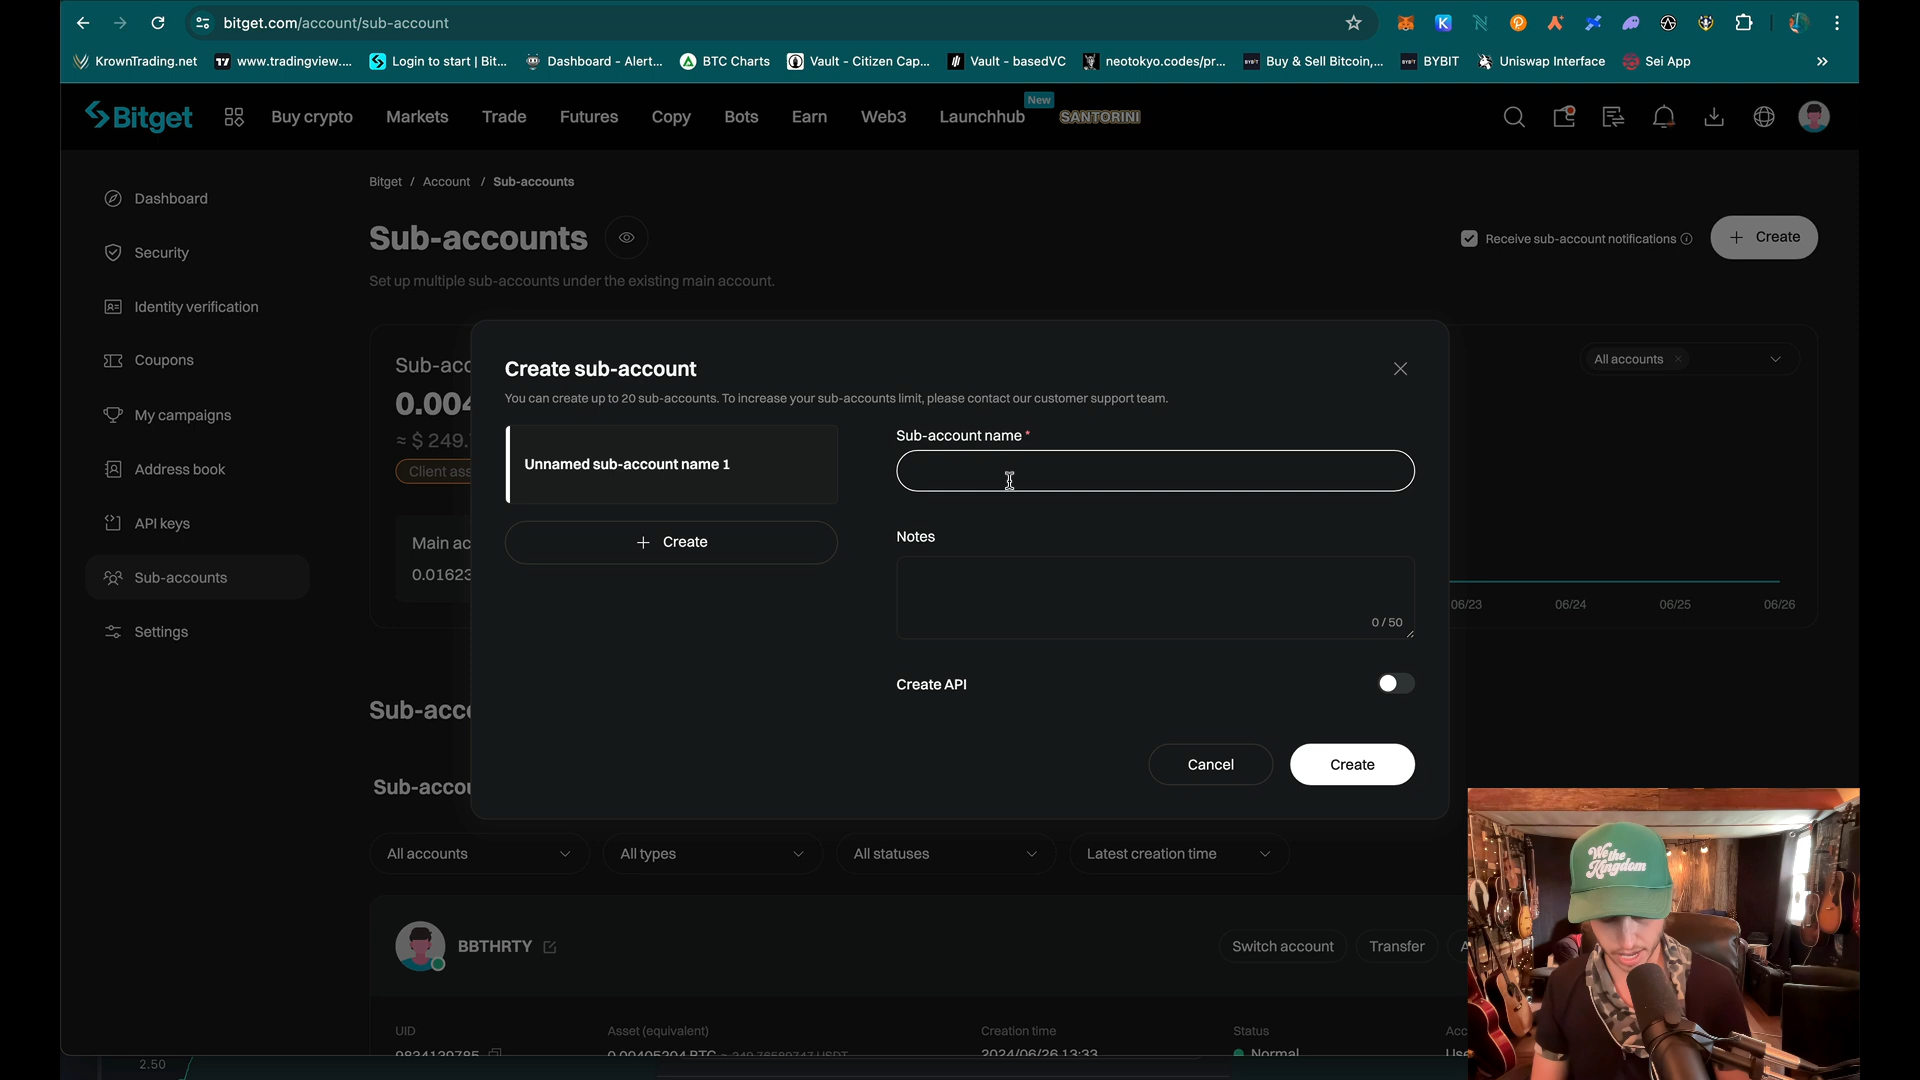 bitget.com/account/sub-account
KrownTrading.net
www.tradingview....
Login to start | Bit...
Dashboard - Alert...
BTC Charts
Vault - Citizen Cap...
Vault - basedVC
neotokyo.codes/pr...
Buy & Sell Bitcoin,...
BYBIT
Uniswap Interface
Sei App
Bitget
Buy crypto
Markets
Trade
Futures
Copy
Bots
Earn
Web3
Launchhub
New
SANTORINI
Dashboard
Security
Identity verification
Coupons
My campaigns
Address book
API keys
Sub-accounts
Settings
Bitget / Account / Sub-accounts
Sub-accounts
Set up multiple sub-accounts under the existing main account.
Receive sub-account notifications
+ Create
Sub-acc
0.004
≈ $ 249.
Client ass
Main ac
0.01623
All accounts
06/23
06/24
06/25
06/26
Create sub-account
You can create up to 20 sub-accounts. To increase your sub-accounts limit, please contact our customer support team.
Unnamed sub-account name 1
+ Create
Sub-account name *
Notes
0 / 50
Create API
Cancel
Create
Sub-acco
Sub-accou
All accounts
All types
All statuses
Latest creation time
BBTHRTY
Switch account
Transfer
UID
Asset (equivalent)
Creation time
Status
Acc
9834139785
0.00405204 BTC ≈ 249.76589747 USDT
2024/06/26 13:33
Normal
Use
2.50
We the
Kingdom